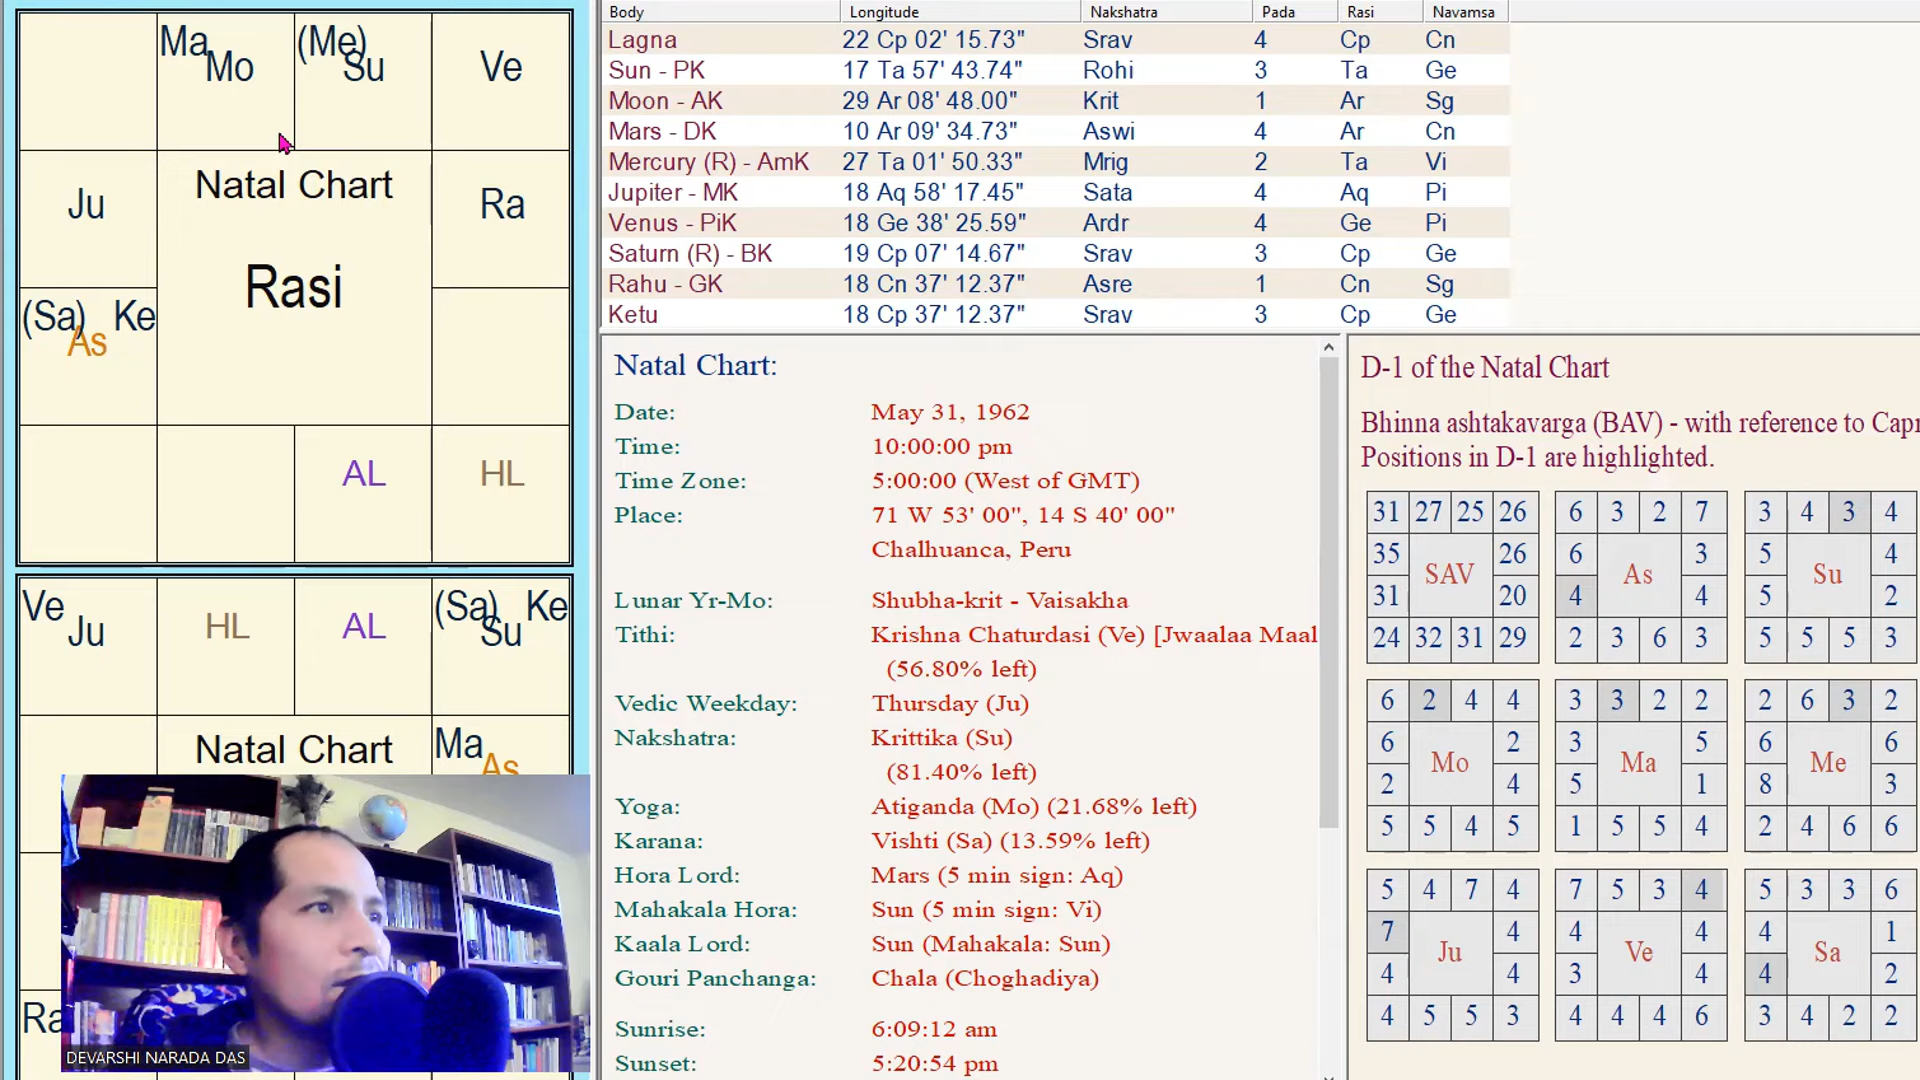 Ma
Mo
(Me)
Su
Ve
Ju
Natal Chart
Ra
Rasi
(Sa)
Ke
As
AL
HL
Ve
Ju
HL
AL
(Sa)
Ke
Su
Natal Chart
Ma
As
Ra
DEVARSHI NARADA DAS
Body Longitude Nakshatra Pada Rasi Navamsa
Lagna 22 Cp 02' 15.73" Srav 4 Cp Cn
Sun - PK 17 Ta 57' 43.74" Rohi 3 Ta Ge
Moon - AK 29 Ar 08' 48.00" Krit 1 Ar Sg
Mars - DK 10 Ar 09' 34.73" Aswi 4 Ar Cn
Mercury (R) - AmK 27 Ta 01' 50.33" Mrig 2 Ta Vi
Jupiter - MK 18 Aq 58' 17.45" Sata 4 Aq Pi
Venus - PiK 18 Ge 38' 25.59" Ardr 4 Ge Pi
Saturn (R) - BK 19 Cp 07' 14.67" Srav 3 Cp Ge
Rahu - GK 18 Cn 37' 12.37" Asre 1 Cn Sg
Ketu 18 Cp 37' 12.37" Srav 3 Cp Ge
Natal Chart:
Date: May 31, 1962
Time: 10:00:00 pm
Time Zone: 5:00:00 (West of GMT)
Place: 71 W 53' 00", 14 S 40' 00"
Chalhuanca, Peru
Lunar Yr-Mo: Shubha-krit - Vaisakha
Tithi: Krishna Chaturdasi (Ve) [Jwaalaa Maal
(56.80% left)
Vedic Weekday: Thursday (Ju)
Nakshatra: Krittika (Su)
(81.40% left)
Yoga: Atiganda (Mo) (21.68% left)
Karana: Vishti (Sa) (13.59% left)
Hora Lord: Mars (5 min sign: Aq)
Mahakala Hora: Sun (5 min sign: Vi)
Kaala Lord: Sun (Mahakala: Sun)
Gouri Panchanga: Chala (Choghadiya)
Sunrise: 6:09:12 am
Sunset: 5:20:54 pm
D-1 of the Natal Chart
Bhinna ashtakavarga (BAV) - with reference to Capr
Positions in D-1 are highlighted.
31 27 25 26
35 26
SAV
31 20
24 32 31 29
6 3 2 7
6 3
As
4 4
2 3 6 3
3 4 3 4
5 4
Su
5 2
5 5 5 3
6 2 4 4
6 2
Mo
2 4
5 5 4 5
3 3 2 2
3 5
Ma
5 1
1 5 5 4
2 6 3 2
6 6
Me
8 3
2 4 6 6
5 4 7 4
7 4
Ju
4 4
4 5 5 3
7 5 3 4
4 4
Ve
3 4
4 4 4 6
5 3 3 6
4 1
Sa
4 2
3 4 2 2